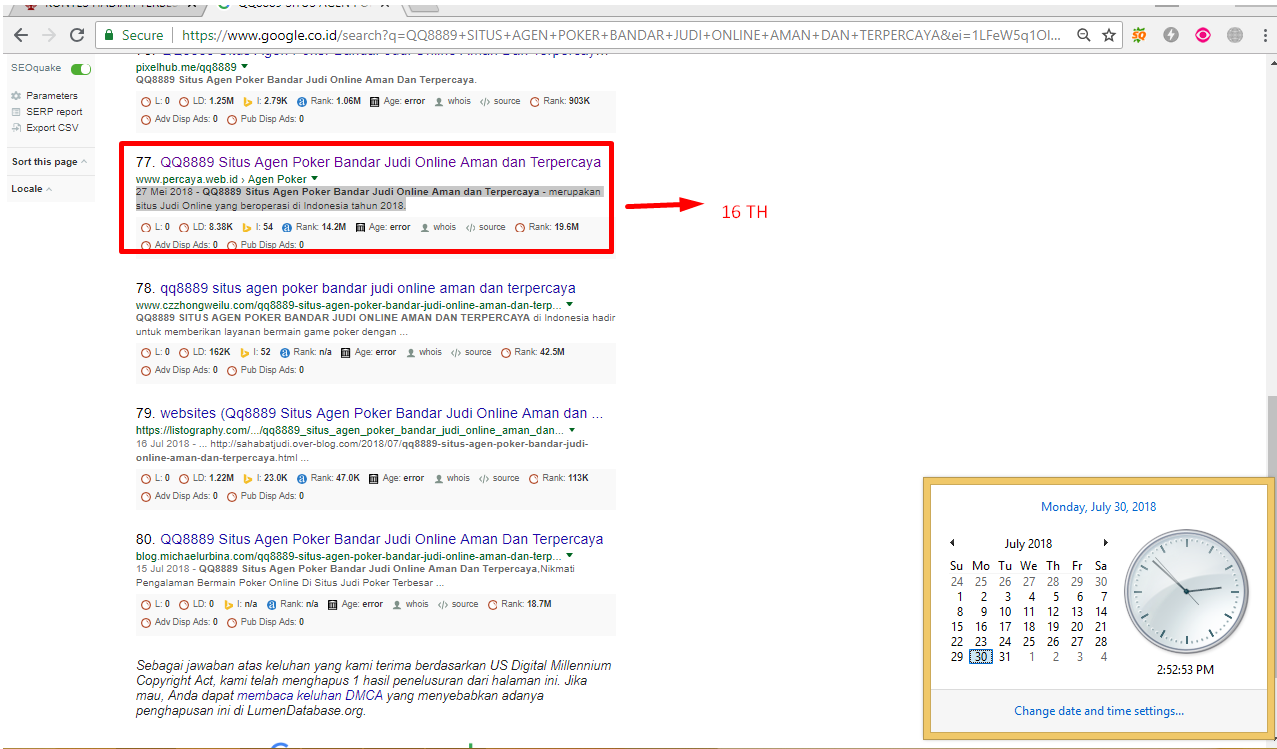 Secure
https://www.google.co.id/search?q=QQ8889+SITUS+AGEN+POKER+BANDAR+JUDI+ONLINE+AMAN+DAN+TERPERCAYA&ei=1LFeW5q1OI...
SEOquake
Parameters
SERP report
Export CSV
Sort this page
Locale
pixelhub.me/qq8889
QQ8889 Situs Agen Poker Bandar Judi Online Aman Dan Terpercaya.
L: 0 LD: 1.25M I: 2.79K Rank: 1.06M Age: error whois source Rank: 903K
Adv Disp Ads: 0 Pub Disp Ads: 0
77. QQ8889 Situs Agen Poker Bandar Judi Online Aman dan Terpercaya
www.percaya.web.id › Agen Poker
27 Mei 2018 - QQ8889 Situs Agen Poker Bandar Judi Online Aman dan Terpercaya - merupakan
situs Judi Online yang beroperasi di Indonesia tahun 2018.
L: 0 LD: 8.38K I: 54 Rank: 14.2M Age: error whois source Rank: 19.6M
Adv Disp Ads: 0 Pub Disp Ads: 0
16 TH
78. qq8889 situs agen poker bandar judi online aman dan terpercaya
www.czzhongweilu.com/qq8889-situs-agen-poker-bandar-judi-online-aman-dan-terp...
QQ8889 SITUS AGEN POKER BANDAR JUDI ONLINE AMAN DAN TERPERCAYA di Indonesia hadir
untuk memberikan layanan bermain game poker dengan ...
L: 0 LD: 162K I: 52 Rank: n/a Age: error whois source Rank: 42.5M
Adv Disp Ads: 0 Pub Disp Ads: 0
79. websites (Qq8889 Situs Agen Poker Bandar Judi Online Aman dan ...
https://listography.com/.../qq8889_situs_agen_poker_bandar_judi_online_aman_dan...
16 Jul 2018 - ... http://sahabatjudi.over-blog.com/2018/07/qq8889-situs-agen-poker-bandar-judi-
online-aman-dan-terpercaya.html ...
L: 0 LD: 1.22M I: 23.0K Rank: 47.0K Age: error whois source Rank: 113K
Adv Disp Ads: 0 Pub Disp Ads: 0
80. QQ8889 Situs Agen Poker Bandar Judi Online Aman Dan Terpercaya
blog.michaelurbina.com/qq8889-situs-agen-poker-bandar-judi-online-aman-dan-terp...
15 Jul 2018 - QQ8889 Situs Agen Poker Bandar Judi Online Aman Dan Terpercaya,Nikmati
Pengalaman Bermain Poker Online Di Situs Judi Poker Terbesar ...
L: 0 LD: 0 I: n/a Rank: n/a Age: error whois source Rank: 18.7M
Adv Disp Ads: 0 Pub Disp Ads: 0
Sebagai jawaban atas keluhan yang kami terima berdasarkan US Digital Millennium
Copyright Act, kami telah menghapus 1 hasil penelusuran dari halaman ini. Jika
mau, Anda dapat membaca keluhan DMCA yang menyebabkan adanya
penghapusan ini di LumenDatabase.org.
Monday, July 30, 2018
July 2018
Su Mo Tu We Th Fr Sa
24 25 26 27 28 29 30
1 2 3 4 5 6 7
8 9 10 11 12 13 14
15 16 17 18 19 20 21
22 23 24 25 26 27 28
29 30 31 1 2 3 4
2:52:53 PM
Change date and time settings...